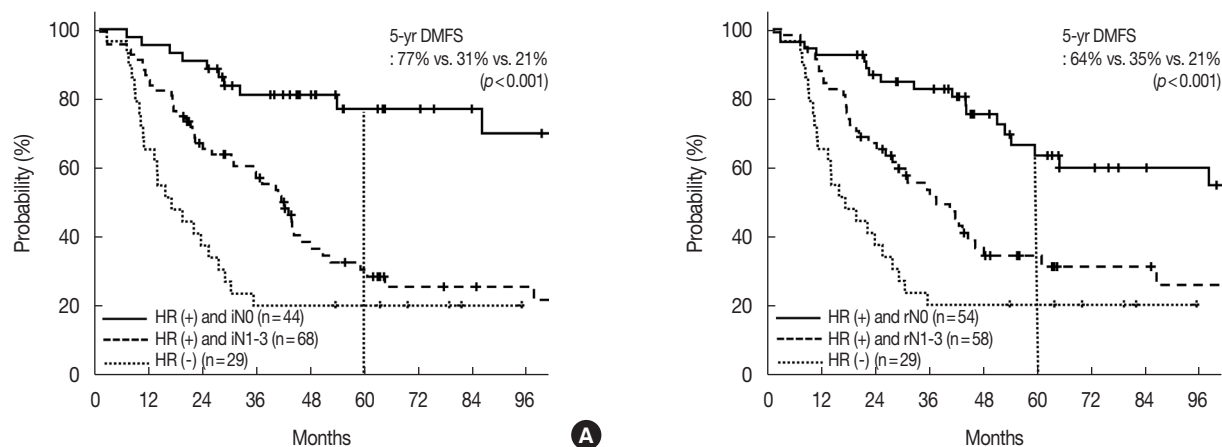 100
80
60
40
20
0
Probability (%)
5-yr DMFS
: 77% vs. 31% vs. 21%
(p<0.001)
HR (+) and iN0 (n=44)
HR (+) and iN1-3 (n=68)
HR (-) (n=29)
0 12 24 36 48 60 72 84 96
Months
A
100
80
60
40
20
0
Probability (%)
5-yr DMFS
: 64% vs. 35% vs. 21%
(p<0.001)
HR (+) and rN0 (n=54)
HR (+) and rN1-3 (n=58)
HR (-) (n=29)
0 12 24 36 48 60 72 84 96
Months